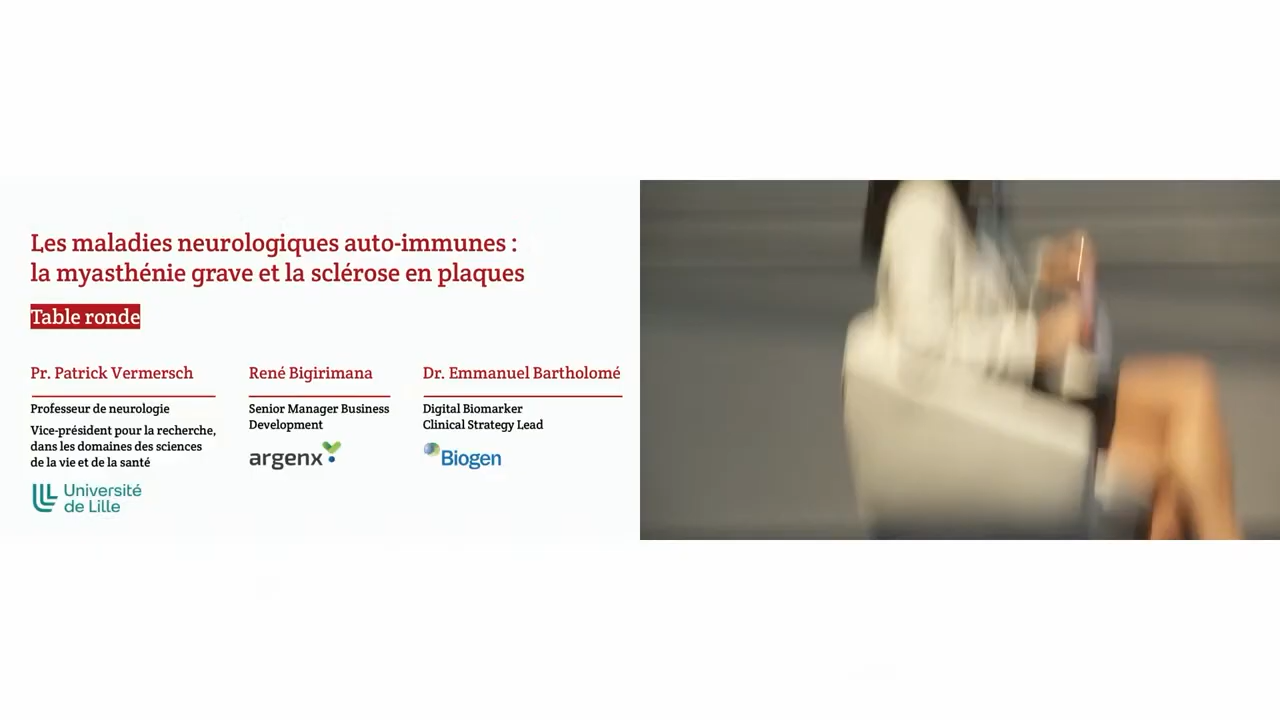 Les maladies neurologiques auto-immunes :
la myasthénie grave et la sclérose en plaques
Table ronde
Pr. Patrick Vermersch
Professeur de neurologie
Vice-président pour la recherche,
dans les domaines des sciences
de la vie et de la santé
Université
de Lille
René Bigirimana
Senior Manager Business
Development
argenx
Dr. Emmanuel Bartholomé
Digital Biomarker
Clinical Strategy Lead
Biogen